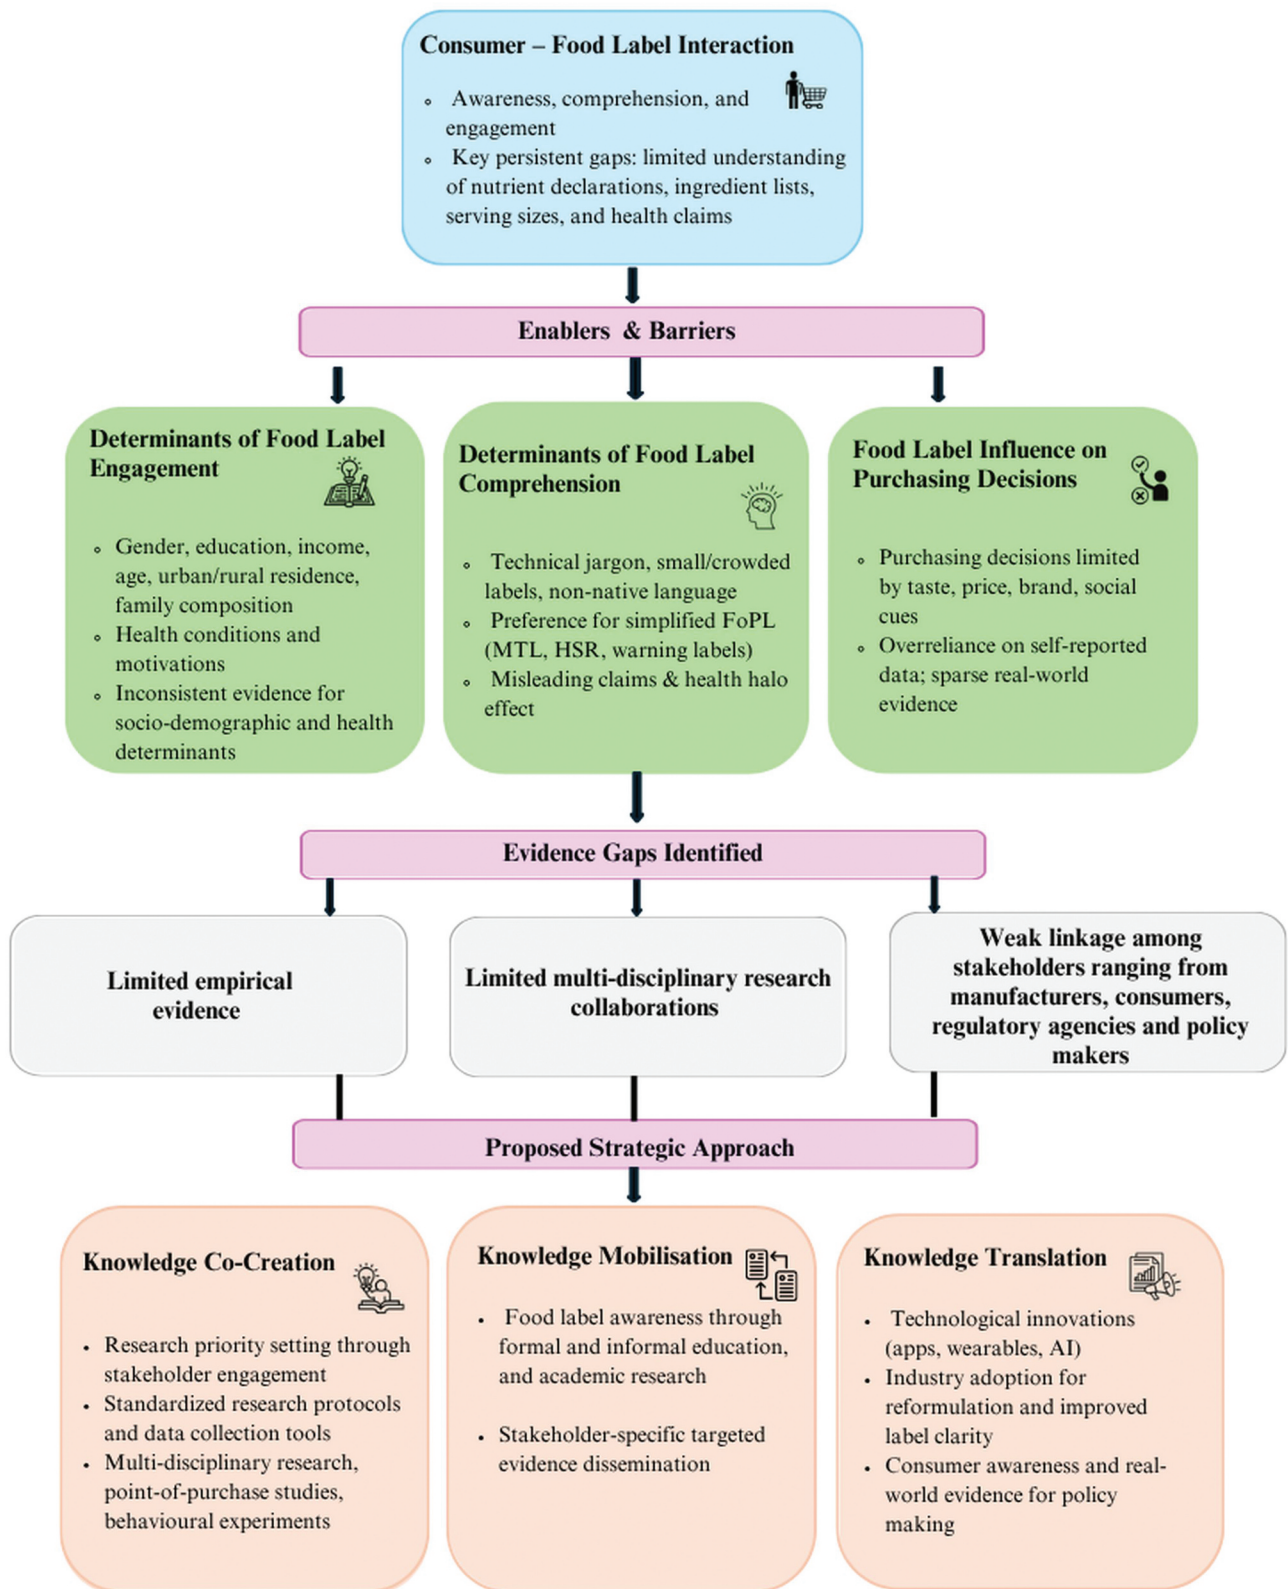 Consumer – Food Label Interaction
Awareness, comprehension, and
engagement
Key persistent gaps: limited understanding
of nutrient declarations, ingredient lists,
serving sizes, and health claims
Enablers & Barriers
Determinants of Food Label
Engagement
Gender, education, income,
age, urban/rural residence,
family composition
Health conditions and
motivations
Inconsistent evidence for
socio-demographic and health
determinants
Determinants of Food Label
Comprehension
Technical jargon, small/crowded
labels, non-native language
Preference for simplified FoPL
(MTL, HSR, warning labels)
Misleading claims & health halo
effect
Food Label Influence on
Purchasing Decisions
Purchasing decisions limited
by taste, price, brand, social
cues
Overreliance on self-reported
data; sparse real-world
evidence
Evidence Gaps Identified
Limited empirical
evidence
Limited multi-disciplinary research
collaborations
Weak linkage among
stakeholders ranging from
manufacturers, consumers,
regulatory agencies and policy
makers
Proposed Strategic Approach
Knowledge Co-Creation
Research priority setting through
stakeholder engagement
Standardized research protocols
and data collection tools
Multi-disciplinary research,
point-of-purchase studies,
behavioural experiments
Knowledge Mobilisation
Food label awareness through
formal and informal education,
and academic research
Stakeholder-specific targeted
evidence dissemination
Knowledge Translation
Technological innovations
(apps, wearables, AI)
Industry adoption for
reformulation and improved
label clarity
Consumer awareness and real-
world evidence for policy
making